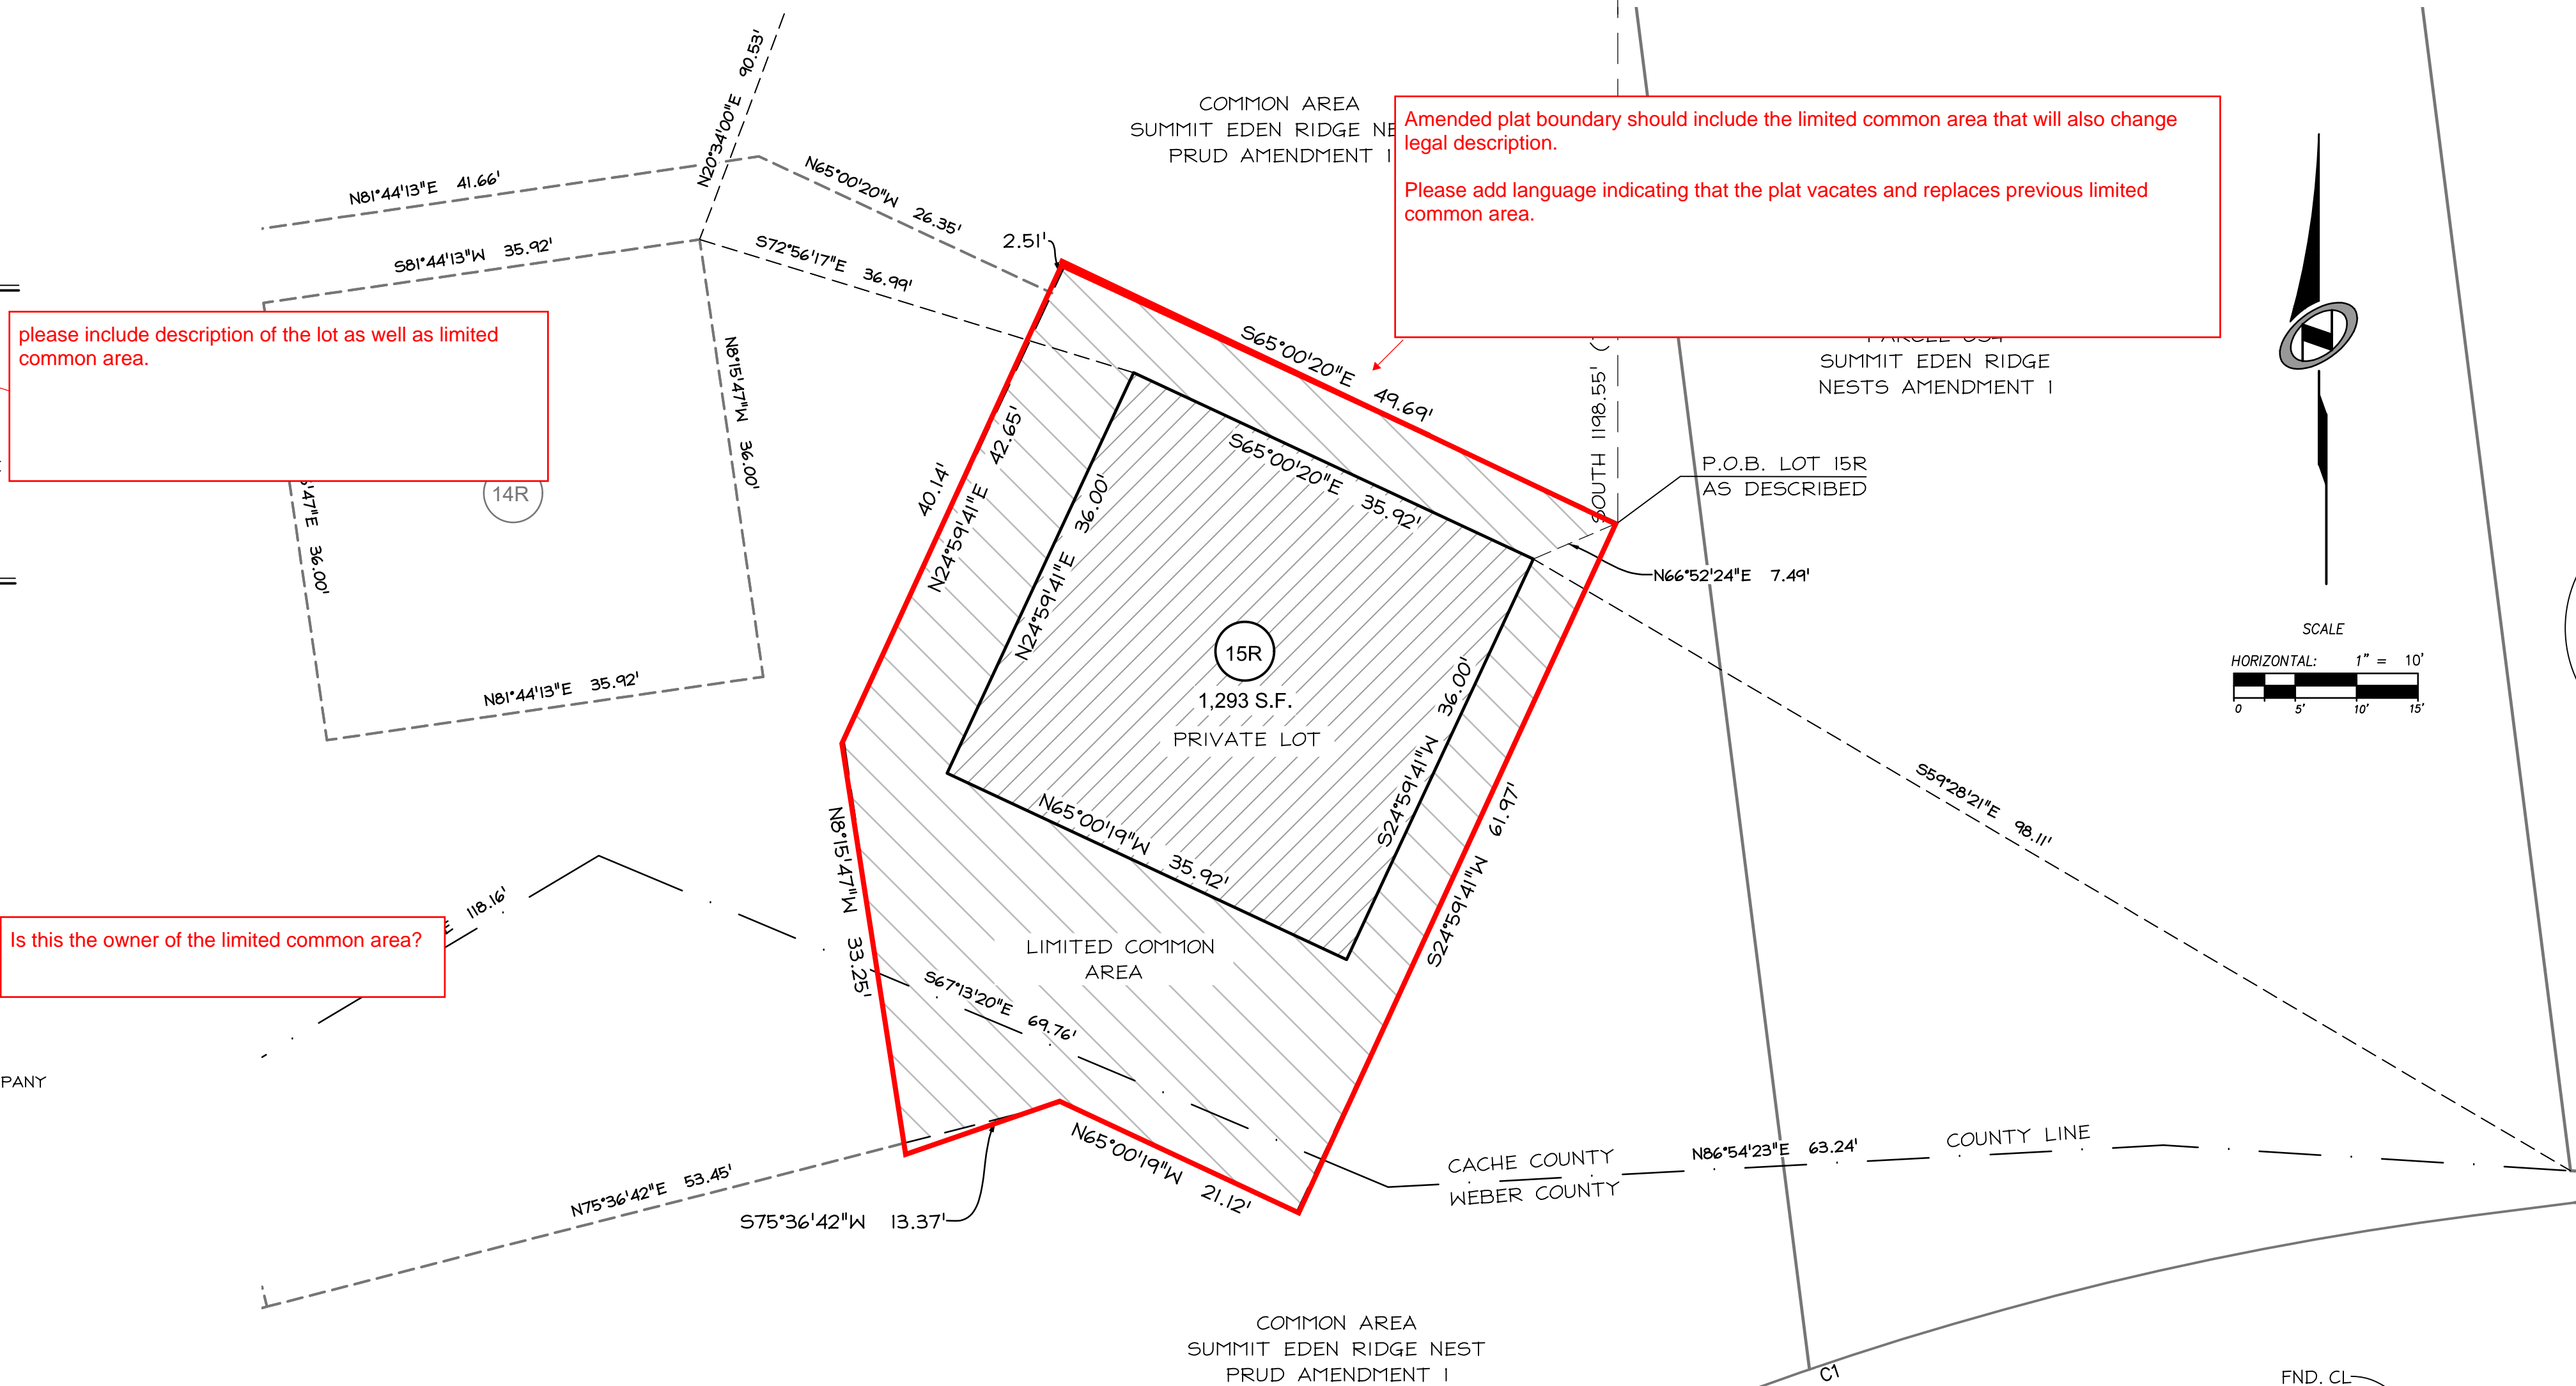 N20°34'00"E 90.53'
COMMON AREA
SUMMIT EDEN RIDGE NE
PRUD AMENDMENT 1
Amended plat boundary should include the limited common area that will also change
legal description.
Please add language indicating that the plat vacates and replaces previous limited
common area.
N81°44'13"E 41.66'
N65°00'20"W 26.35'
S81°44'13"W 35.92'
S72°56'17"E 36.99'
2.51'
please include description of the lot as well as limited
common area.
S65°00'20"E 49.69'
SOUTH 1198.55' (
SUMMIT EDEN RIDGE
NESTS AMENDMENT 1
N8°15'47"W 36.00'
40.14'
N24°59'41"E 42.65'
N24°59'41"E 36.00'
S65°00'20"E 35.92'
P.O.B. LOT 15R
AS DESCRIBED
14R
'47"E 36.00'
N66°52'24"E 7.49'
SCALE
HORIZONTAL: 1" = 10'
0 5' 10' 15'
15R
1,293 S.F.
PRIVATE LOT
N81°44'13"E 35.92'
S24°59'41"W 36.00'
S24°59'41"W 61.97'
N65°00'19"W 35.92'
S59°28'21"E 98.11'
N8°15'47"W 33.25'
E 118.16'
Is this the owner of the limited common area?
LIMITED COMMON
AREA
S67°13'20"E 69.76'
PANY
N65°00'19"W 21.12'
CACHE COUNTY
WEBER COUNTY
N86°54'23"E 63.24'
COUNTY LINE
N75°36'42"E 53.45'
S75°36'42"W 13.37'
COMMON AREA
SUMMIT EDEN RIDGE NEST
PRUD AMENDMENT 1
C1
FND. CL